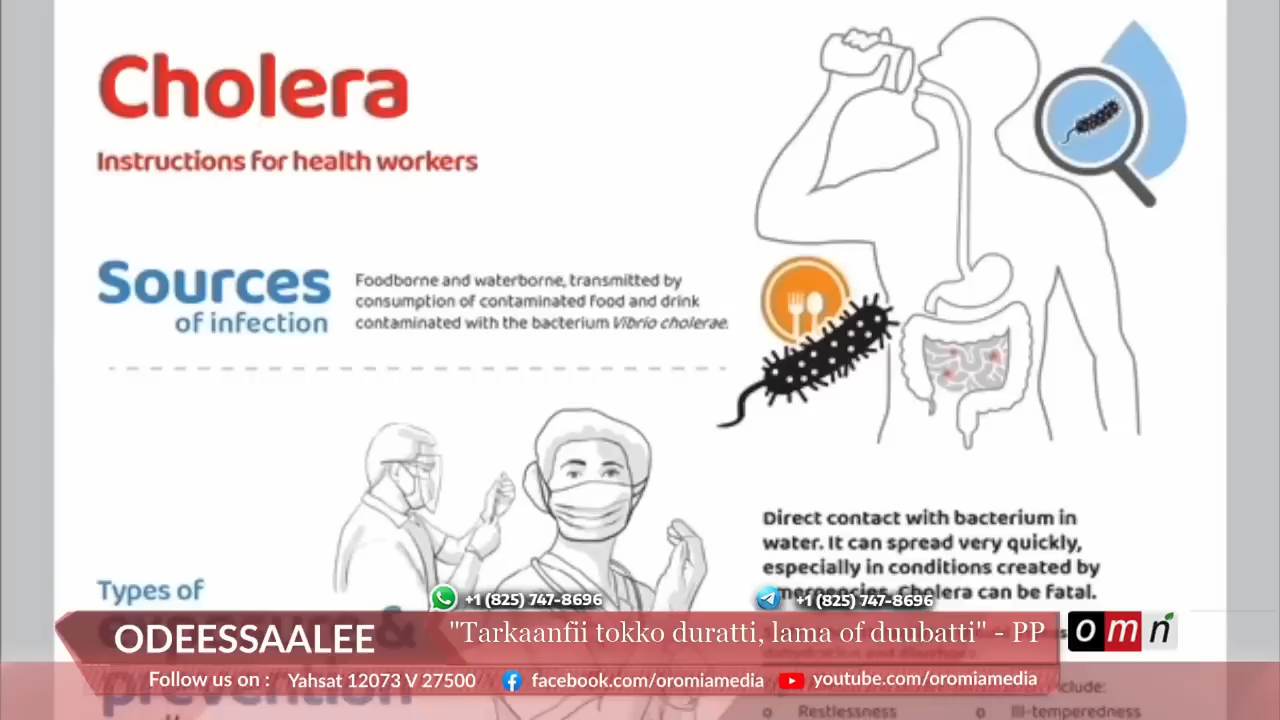 Cholera
Instructions for health workers
Sources
of infection
Foodborne and waterborne, transmitted by
consumption of contaminated food and drink
contaminated with the bacterium Vibrio cholerae.
Direct contact with bacterium in
water. It can spread very quickly,
especially in conditions created by
emergencies. Cholera can be fatal.
Types of
&
prevention
include:
o Restlessness
o Ill-temperedness
+1 (825) 747-8696
+1 (825) 747-8696
ODEESSAALEE
"Tarkaanfii tokko duratti, lama of duubatti" - PP
omn
Follow us on : Yahsat 12073 V 27500
facebook.com/oromiamedia
youtube.com/oromiamedia